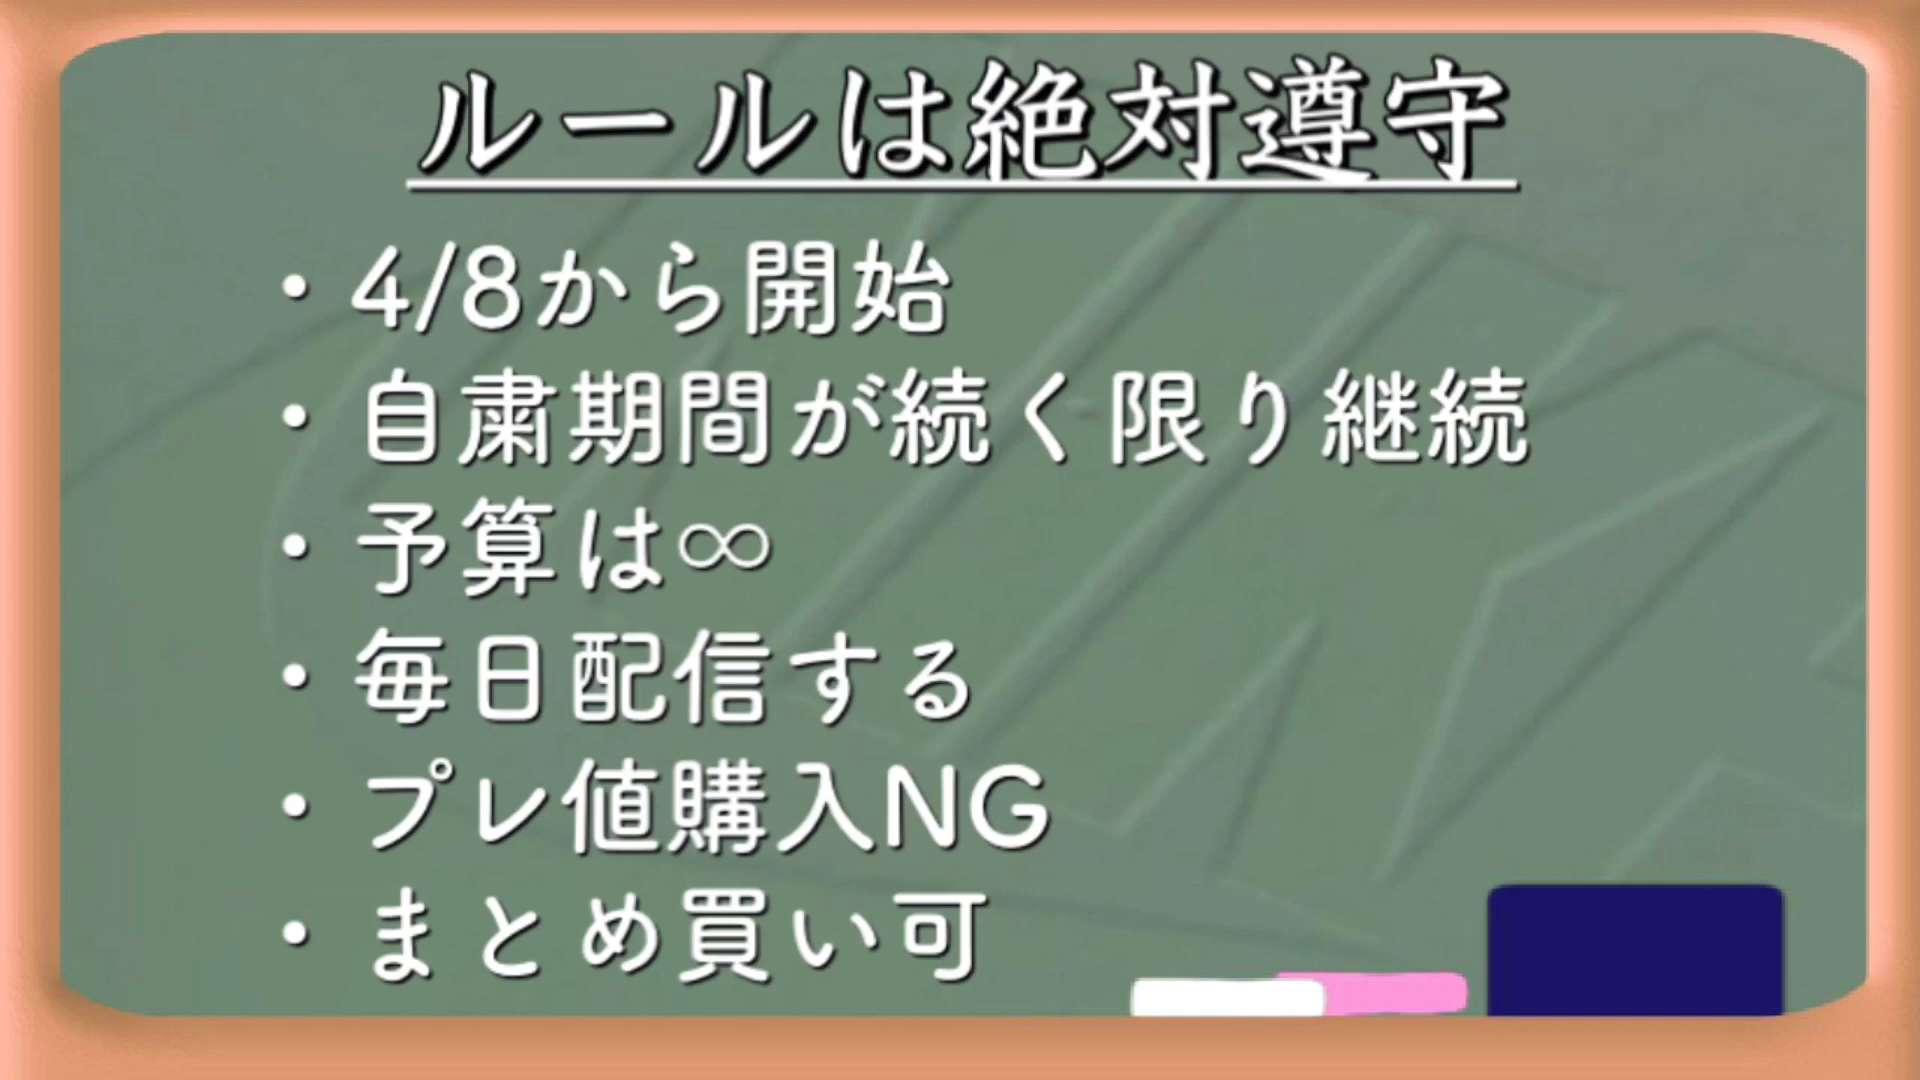 ルールは絶対遵守
・4/8から開始
・自粛期間が続く限り継続
・予算は∞
・毎日配信する
・プレ値購入NG
・まとめ買い可